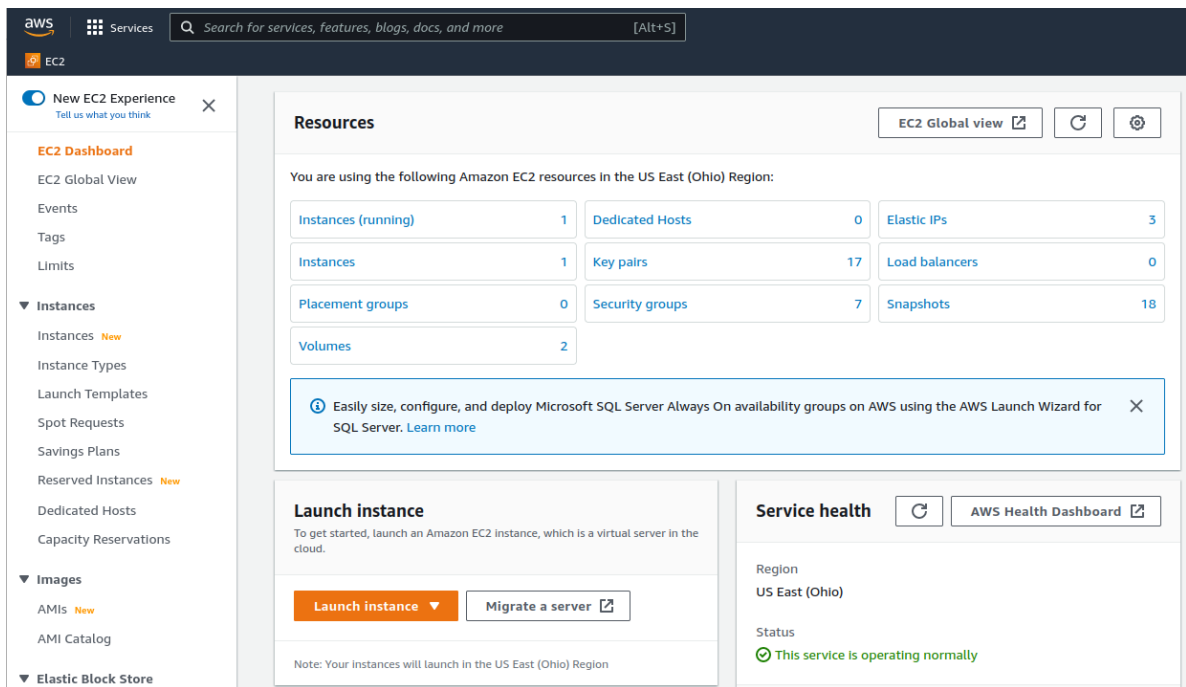 aws
Services
Search for services, features, blogs, docs, and more
[Alt+S]
EC2
New EC2 Experience
Tell us what you think
EC2 Dashboard
EC2 Global View
Events
Tags
Limits
Instances
Instances New
Instance Types
Launch Templates
Spot Requests
Savings Plans
Reserved Instances New
Dedicated Hosts
Capacity Reservations
Images
AMIs New
AMI Catalog
Elastic Block Store
Resources
EC2 Global view
You are using the following Amazon EC2 resources in the US East (Ohio) Region:
Instances (running) 1
Dedicated Hosts 0
Elastic IPs 3
Instances 1
Key pairs 17
Load balancers 0
Placement groups 0
Security groups 7
Snapshots 18
Volumes 2
Easily size, configure, and deploy Microsoft SQL Server Always On availability groups on AWS using the AWS Launch Wizard for
SQL Server. Learn more
Launch instance
To get started, launch an Amazon EC2 instance, which is a virtual server in the
cloud.
Launch instance
Migrate a server
Note: Your instances will launch in the US East (Ohio) Region
Service health
AWS Health Dashboard
Region
US East (Ohio)
Status
This service is operating normally